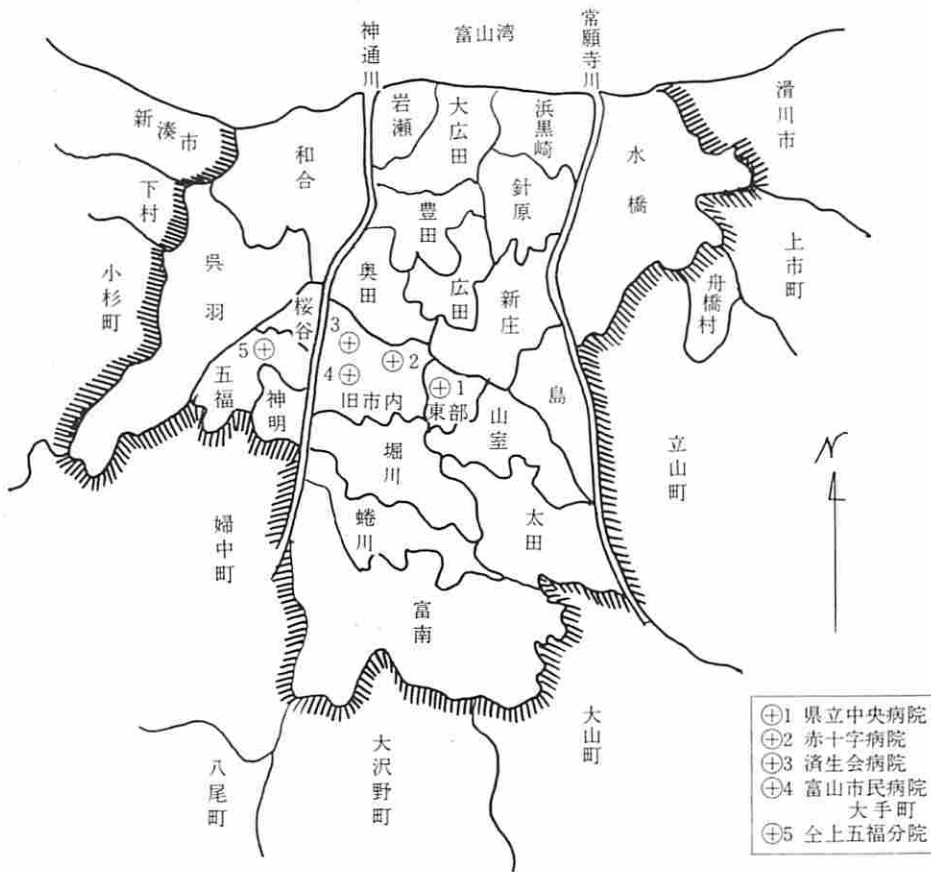 富山湾
神通川
常願寺川
新湊市
下村
小杉町
呉羽
和合
岩瀬
大広田
浜黒崎
針原
豊田
奥田
広田
新庄
水橋
滑川市
上市町
舟橋村
桜谷
五福
神明
旧市内
東部
山室
島
堀川
蜷川
太田
富南
立山町
婦中町
八尾町
大沢野町
大山町
1
2
3
4
5
N
1 県立中央病院
2 赤十字病院
3 済生会病院
4 富山市民病院
大手町
5 仝上五福分院